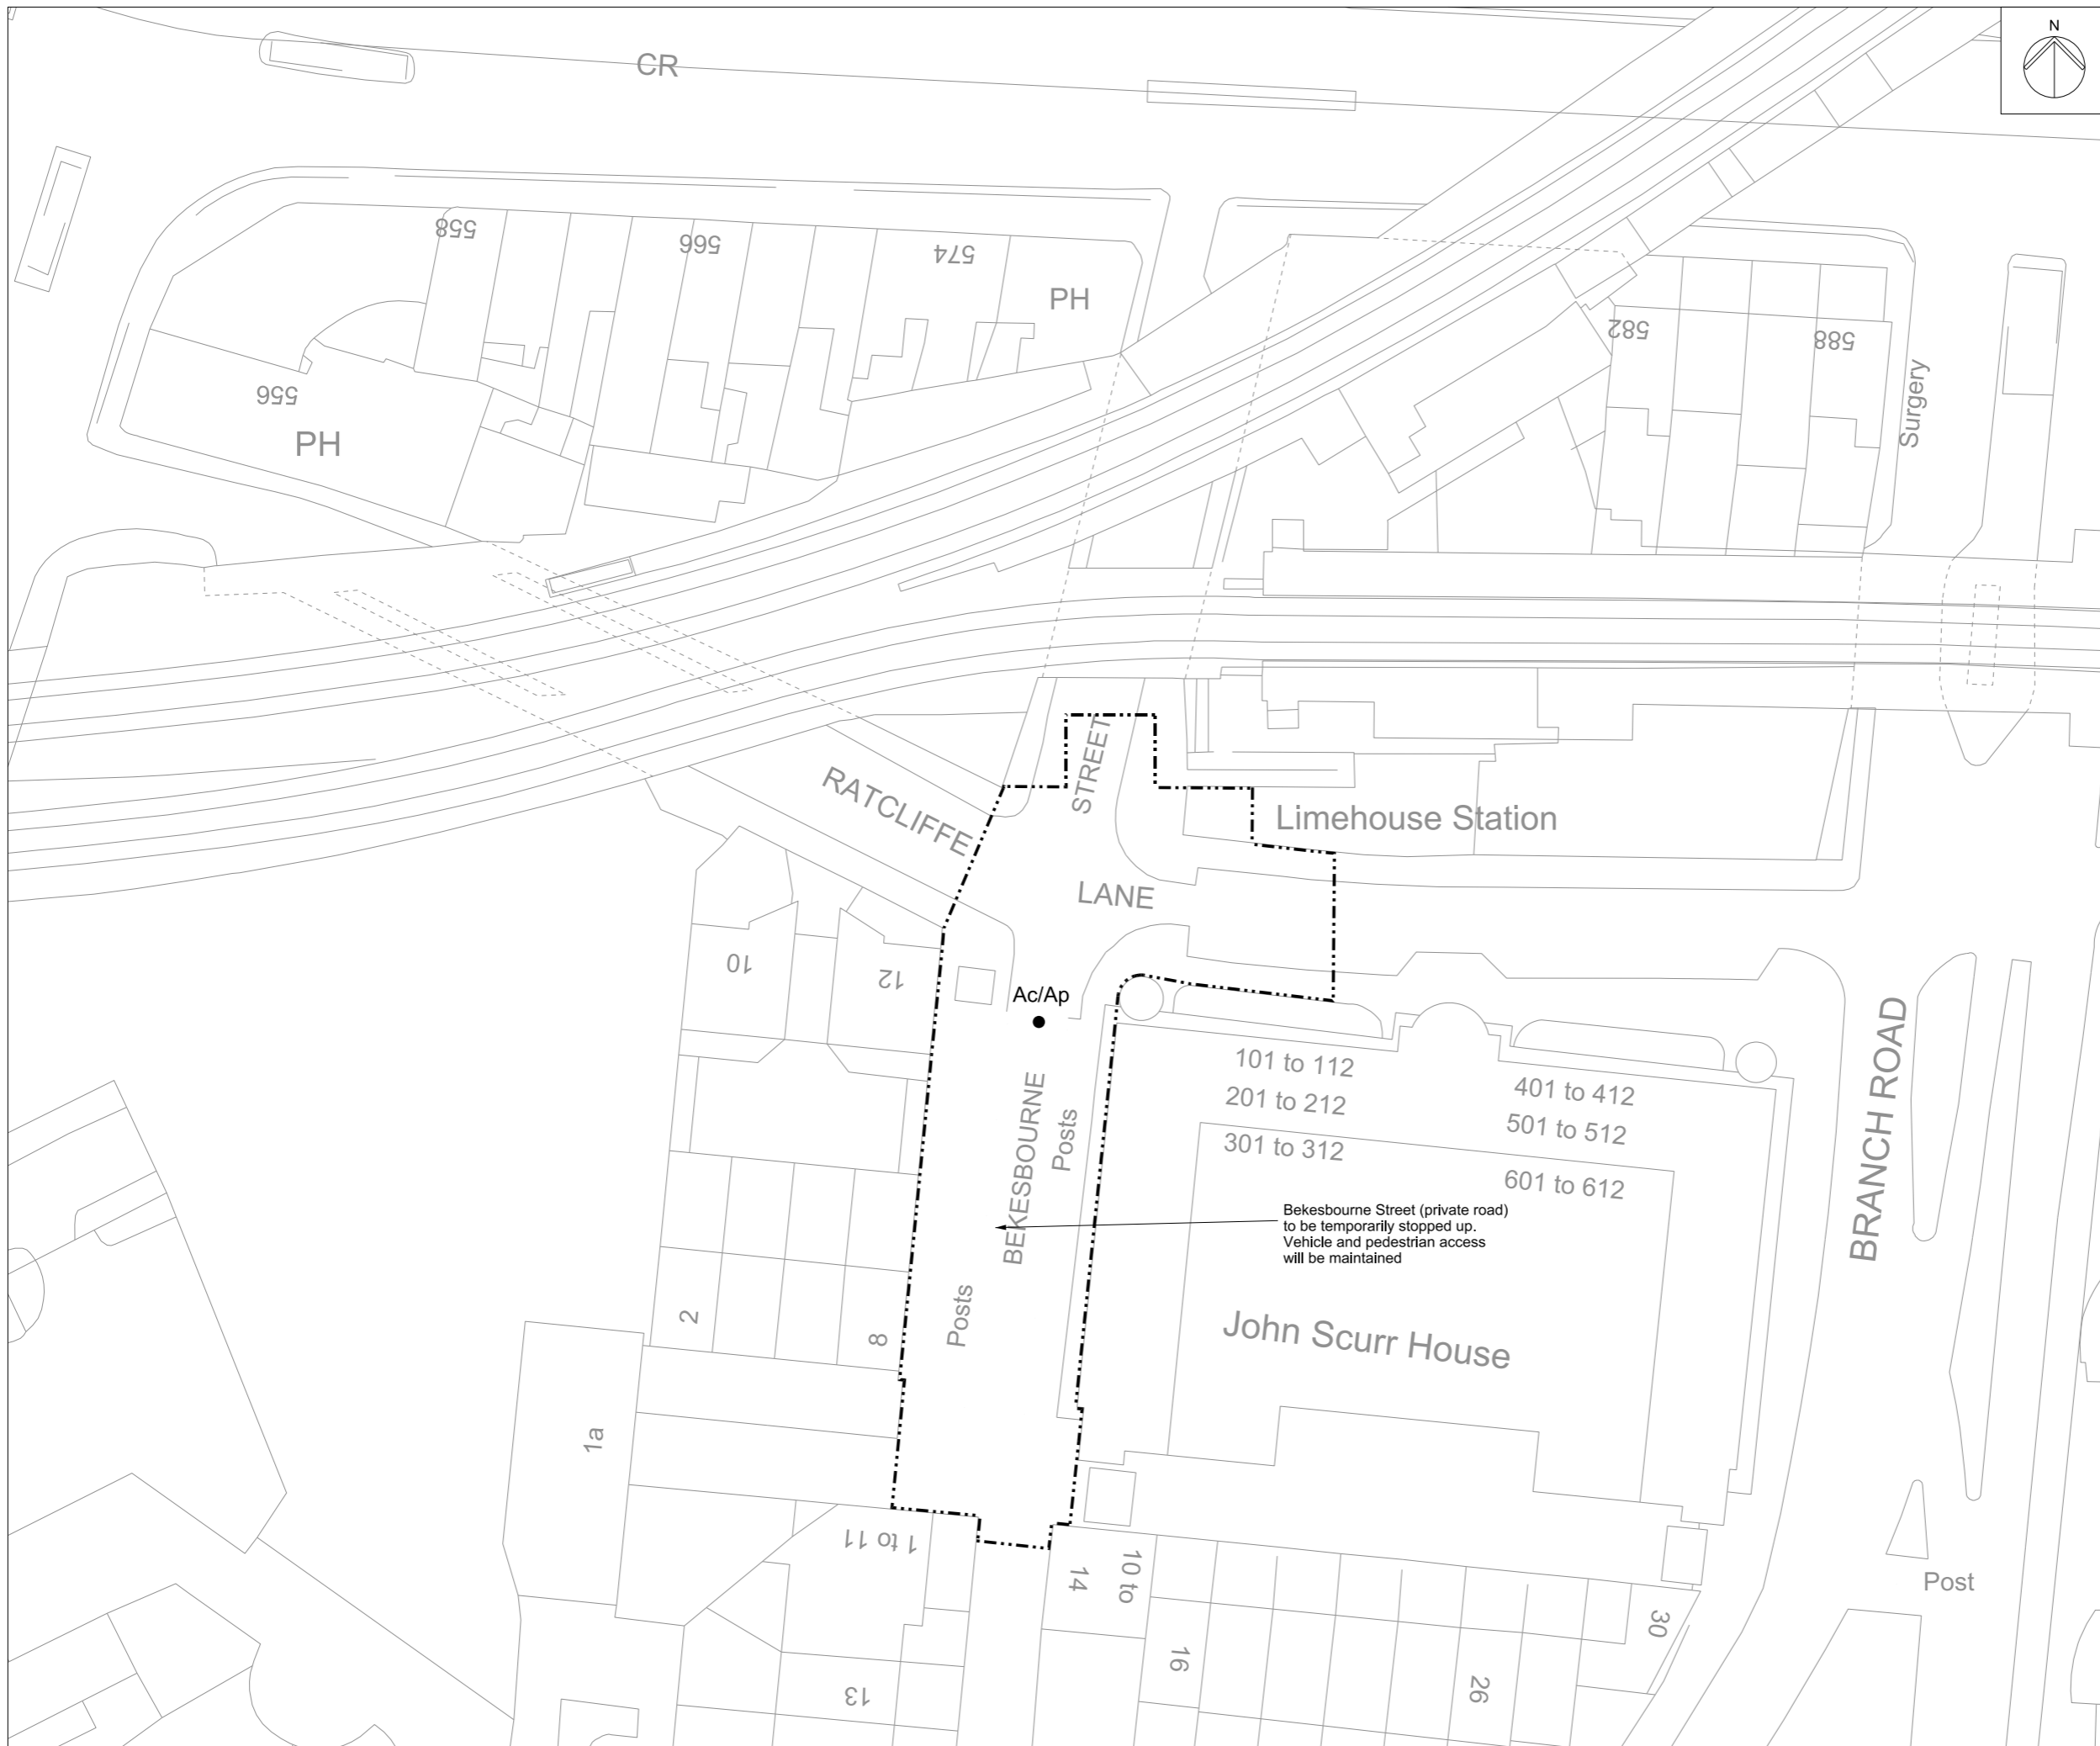 N
CR
558
566
574
PH
582
588
Surgery
556
PH
STREET
RATCLIFFE
Limehouse Station
LANE
10
12
Ac/Ap
BEKESBOURNE
Posts
101 to 112
201 to 212
301 to 312
401 to 412
501 to 512
601 to 612
BRANCH ROAD
Bekesbourne Street (private road)
to be temporarily stopped up.
Vehicle and pedestrian access
will be maintained
Posts
2
8
John Scurr House
1a
1 to 11
14
10 to
16
26
30
Post
13